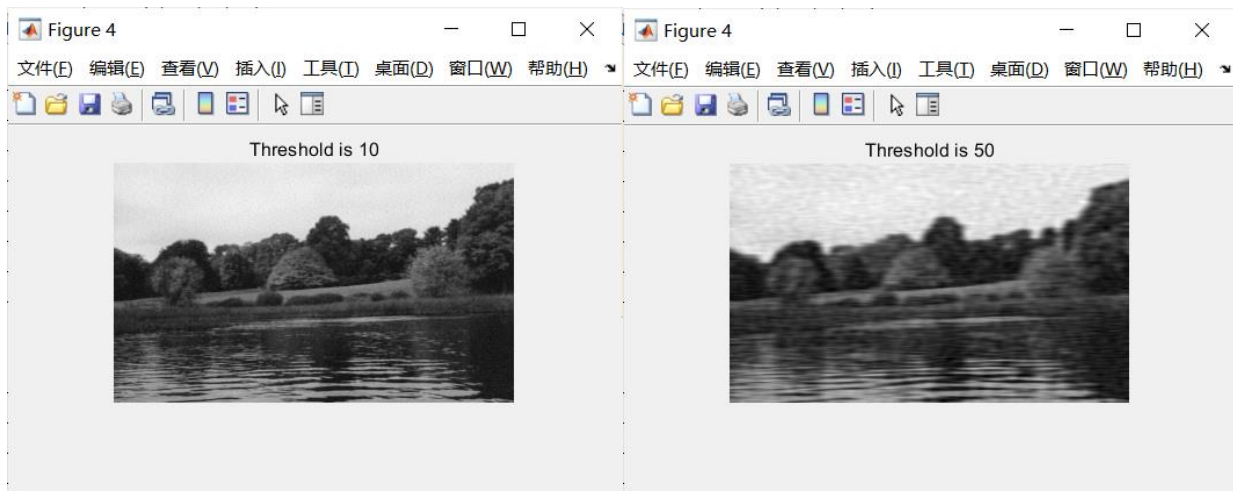 Figure 4
文件(F) 编辑(E) 查看(V) 插入(I) 工具(T) 桌面(D) 窗口(W) 帮助(H)
Threshold is 10
Figure 4
文件(F) 编辑(E) 查看(V) 插入(I) 工具(T) 桌面(D) 窗口(W) 帮助(H)
Threshold is 50